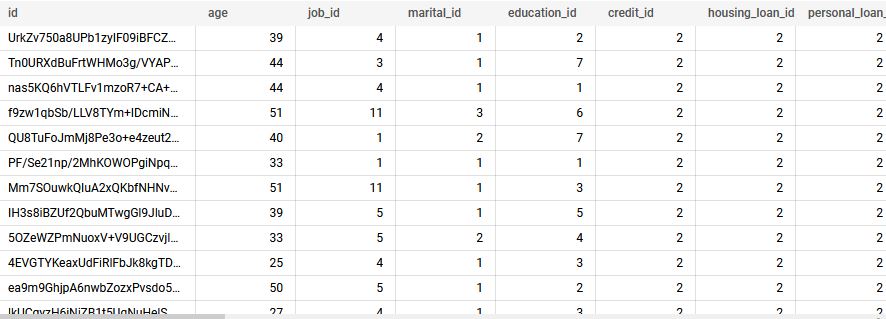 id age job_id marital_id education_id credit_id housing_loan_id personal_loan_
UrkZv750a8UPb1zyIF09iBFCZ... 39 4 1 2 2 2 2
Tn0URXdBuFrtWHMo3g/VYAP... 44 3 1 7 2 2 2
nas5KQ6hVTLFv1mzoR7+CA+... 44 4 1 1 2 2 2
f9zw1qbSb/LLV8TYm+IDcmiN... 51 11 3 6 2 2 2
QU8TuFoJmMj8Pe3o+e4zeut2... 40 1 2 7 2 2 2
PF/Se21np/2MhKOWOPgiNpq... 33 1 1 1 2 2 2
Mm7SOuwkQIuA2xQKbfNHNv... 51 11 1 3 2 2 2
IH3s8iBZUf2QbuMTwgGl9JluD... 39 5 1 5 2 2 2
5OZeWZPmNuoxV+V9UGCzvjl... 33 5 2 4 2 2 2
4EVGTYKeaxUdFiRlFbJk8kgTD... 25 4 1 3 2 2 2
ea9m9GhjpA6nwbZozxPvsdo5... 50 5 1 2 2 2 2
27 4 1 3 2 2 2